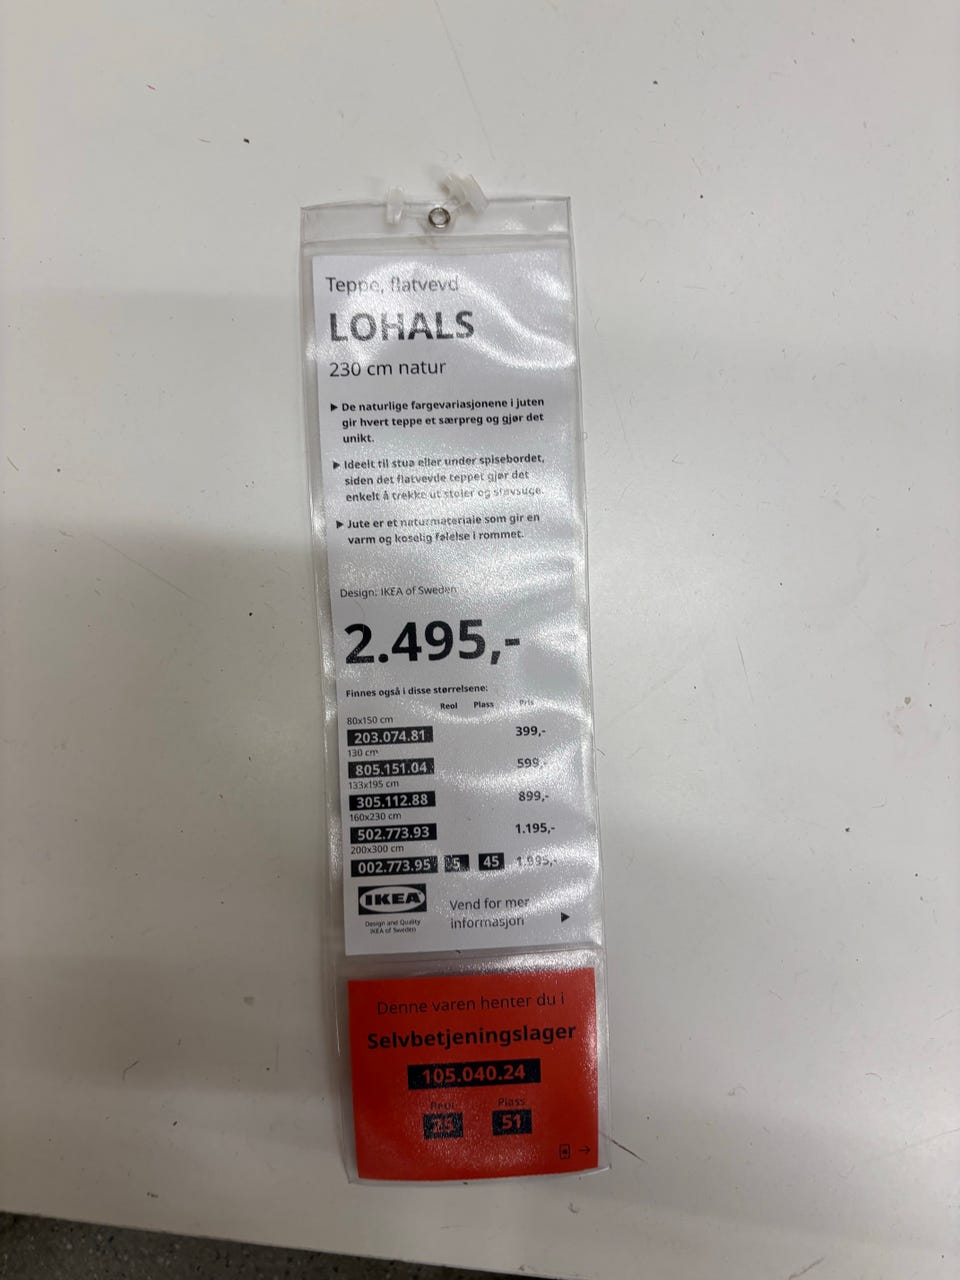 Teppe, flatvevd
LOHALS
230 cm natur
▶ De naturlige fargevariasjonene i juten
gir hvert teppe et særpreg og gjør det
unikt.
▶ Ideelt til stua eller under spisebordet,
siden det flatvevde teppet gjør det
enkelt å trekke ut stoler og støvsuge.
▶ Jute er et naturmateriale som gir en
varm og koselig følelse i rommet.
Design: IKEA of Sweden
2.495,-
Finnes også i disse størrelsene:
Reol Plass Pris
80x150 cm
203.074.81 399,-
130 cm
805.151.04 599,-
133x195 cm
305.112.88 899,-
160x230 cm
502.773.93 1.195,-
200x300 cm
002.773.95 45 1.995,-
IKEA
Design and Quality
IKEA of Sweden
Vend for mer
informasjon ▶
Denne varen henter du i
Selvbetjeningslager
105.040.24
Reol Plass
51